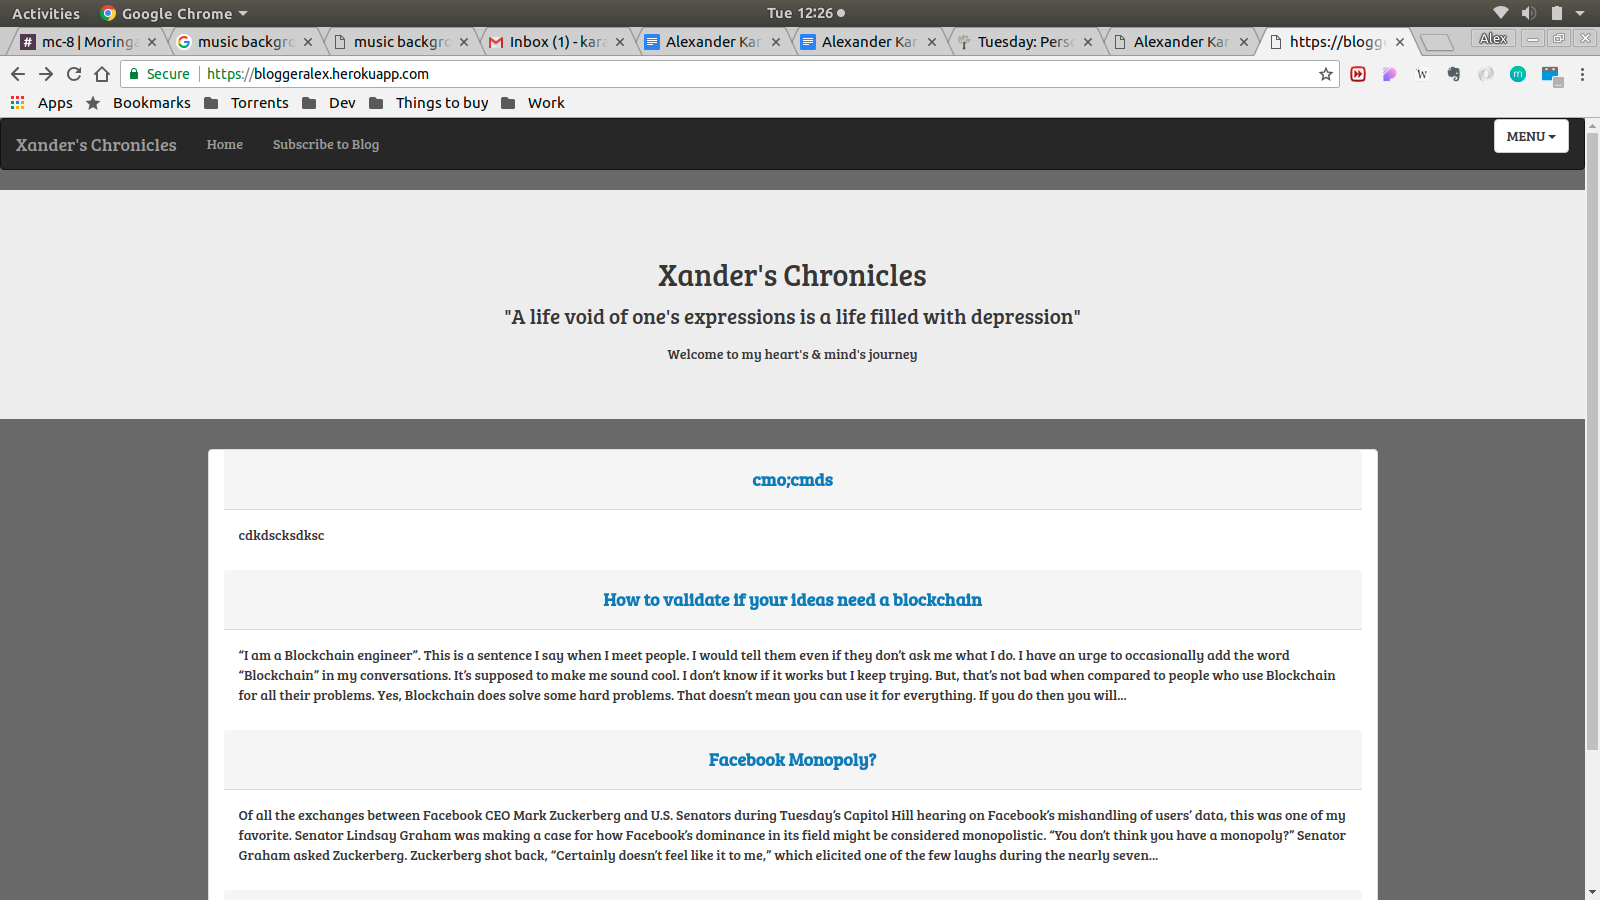 Activities Google Chrome Tue 12:26
mc-8 | Moring music backgro music backgro Inbox (1) - kara Alexander Kar Alexander Kar Tuesday: Pers Alexander Kar https://blogge Alex
Secure https://bloggeralex.herokuapp.com
Apps Bookmarks Torrents Dev Things to buy Work
Xander's Chronicles Home Subscribe to Blog MENU
Xander's Chronicles
"A life void of one's expressions is a life filled with depression"
Welcome to my heart's & mind's journey
cmo;cmds
cdkdscksdksc
How to validate if your ideas need a blockchain
“I am a Blockchain engineer”. This is a sentence I say when I meet people. I would tell them even if they don’t ask me what I do. I have an urge to occasionally add the word
“Blockchain” in my conversations. It’s supposed to make me sound cool. I don’t know if it works but I keep trying. But, that’s not bad when compared to people who use Blockchain
for all their problems. Yes, Blockchain does solve some hard problems. That doesn’t mean you can use it for everything. If you do then you will...
Facebook Monopoly?
Of all the exchanges between Facebook CEO Mark Zuckerberg and U.S. Senators during Tuesday’s Capitol Hill hearing on Facebook’s mishandling of users’ data, this was one of my
favorite. Senator Lindsay Graham was making a case for how Facebook’s dominance in its field might be considered monopolistic. “You don’t think you have a monopoly?” Senator
Graham asked Zuckerberg. Zuckerberg shot back, “Certainly doesn’t feel like it to me,” which elicited one of the few laughs during the nearly seven...